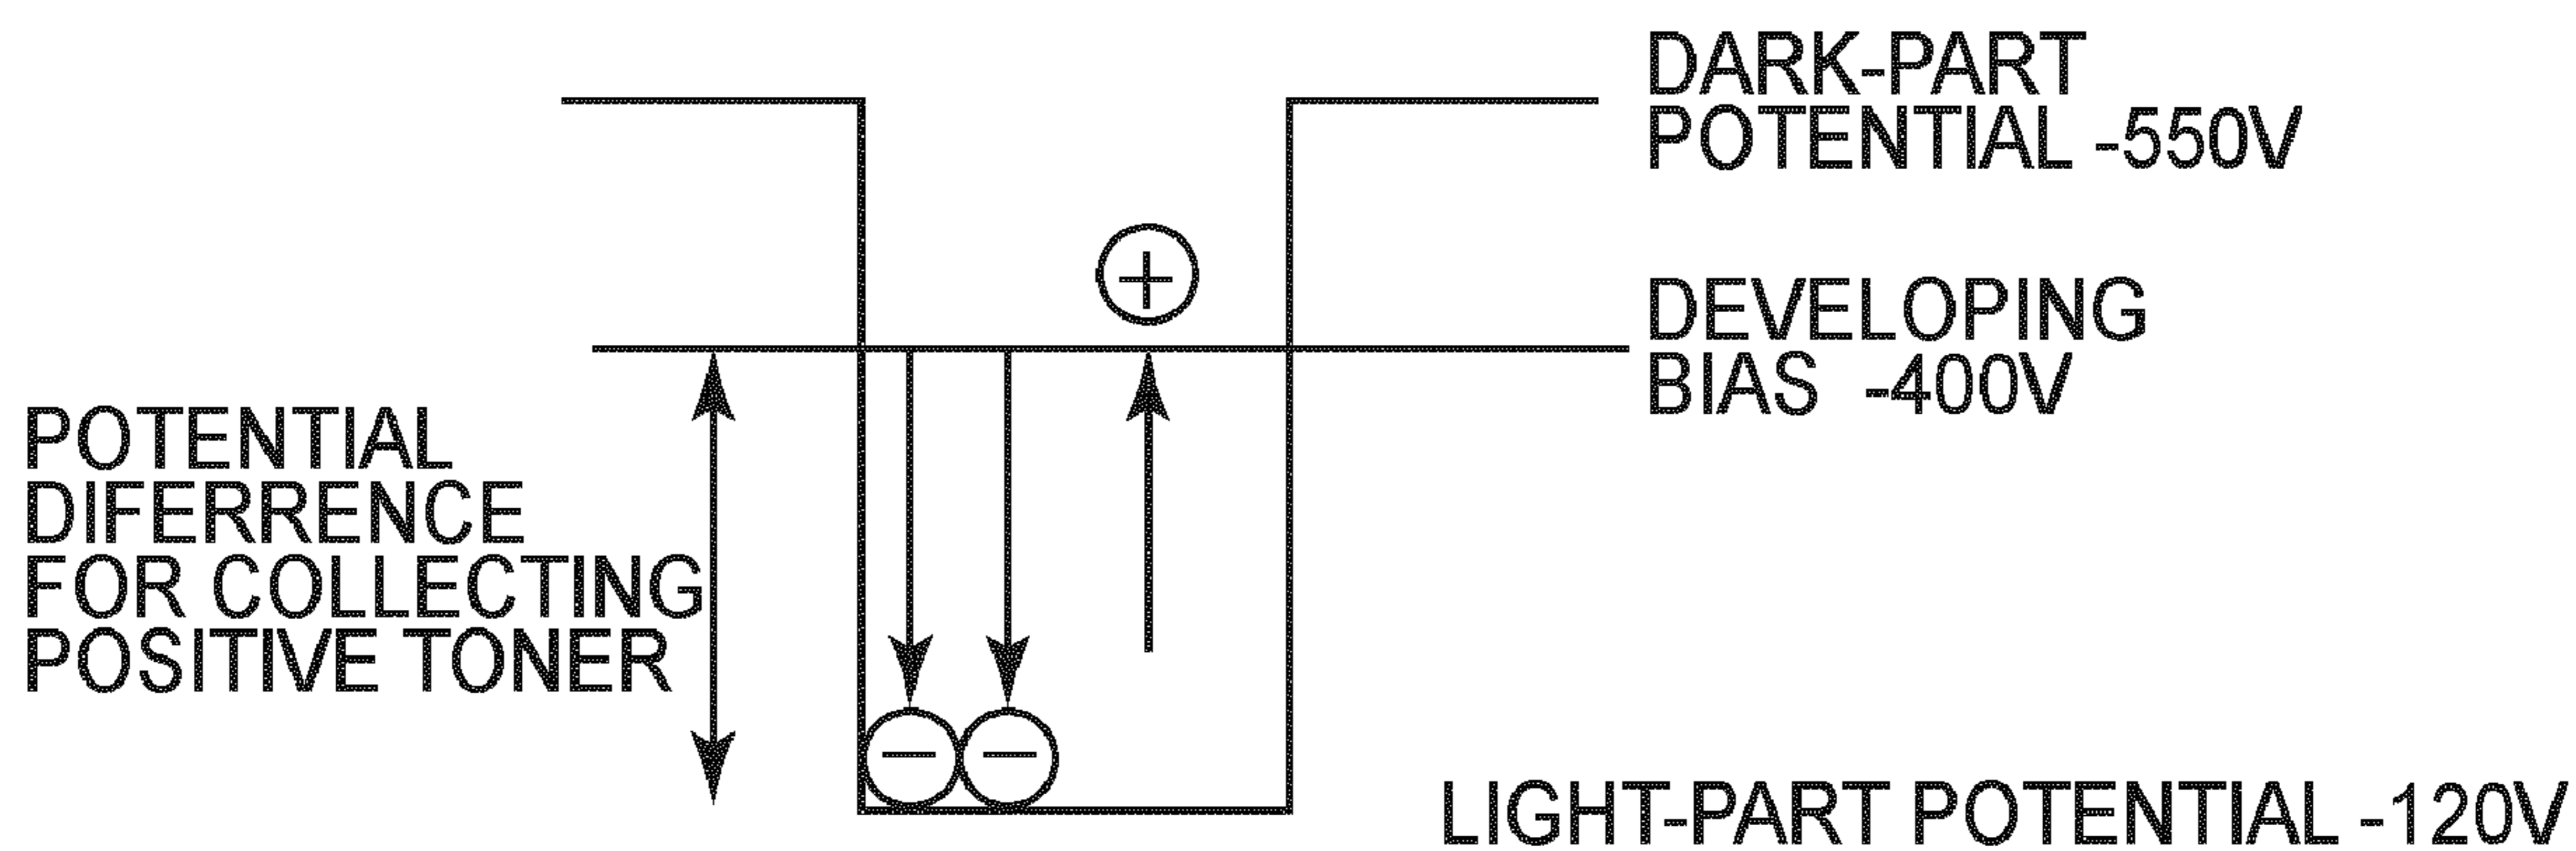 DARK-PART
POTENTIAL -550V
DEVELOPING
BIAS -400V
POTENTIAL
DIFERRENCE
FOR COLLECTING
POSITIVE TONER
+
− −
LIGHT-PART POTENTIAL -120V